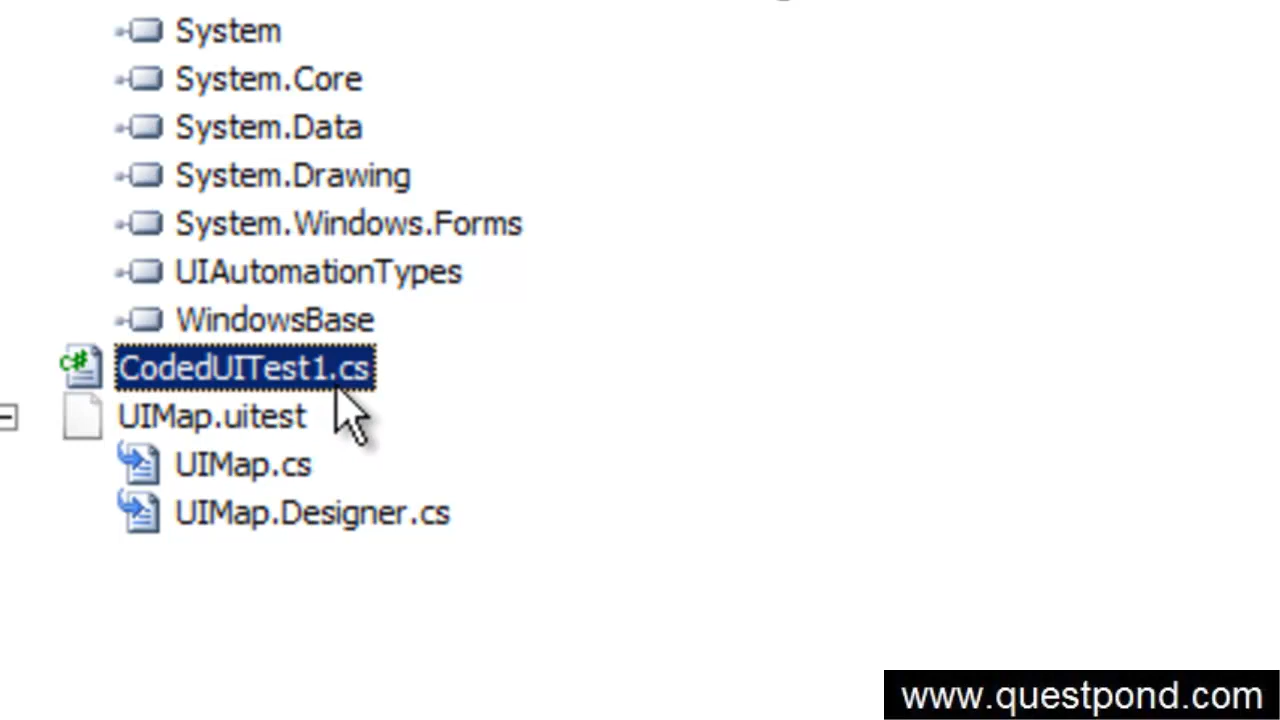 System
System.Core
System.Data
System.Drawing
System.Windows.Forms
UIAutomationTypes
WindowsBase
C# CodedUITest1.cs
UIMap.uitest
UIMap.cs
UIMap.Designer.cs
www.questpond.com